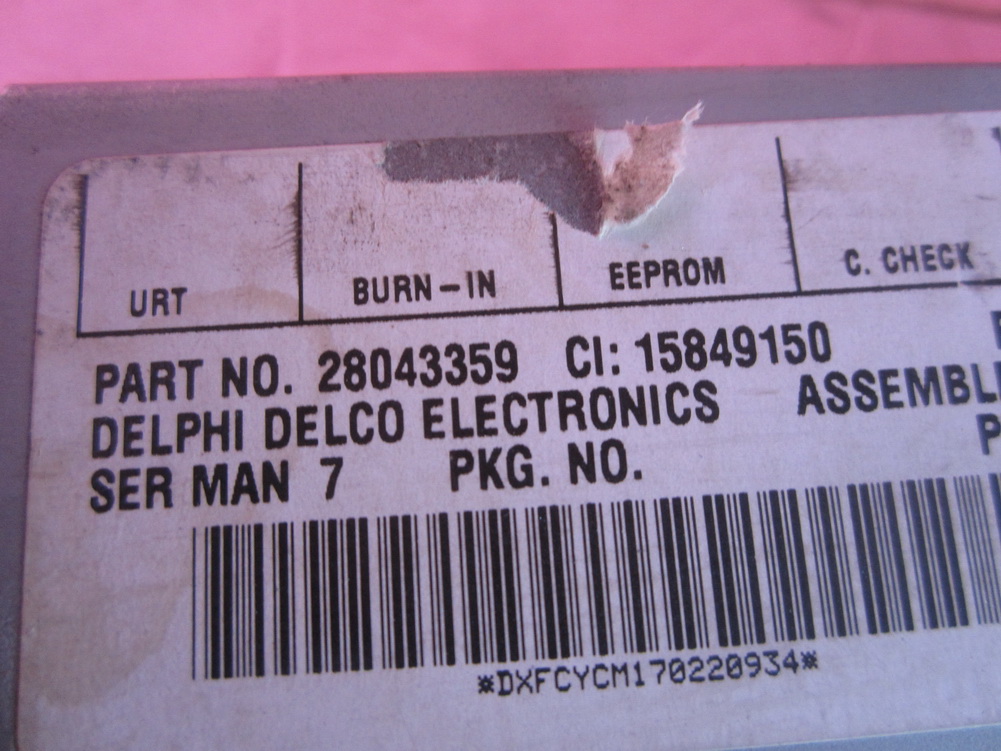 URT BURN-IN EEPROM C. CHECK
PART NO. 28043359 CI: 15849150
DELPHI DELCO ELECTRONICS ASSEMBL
SER MAN 7 PKG. NO. P
*DXFCYCM170220934*